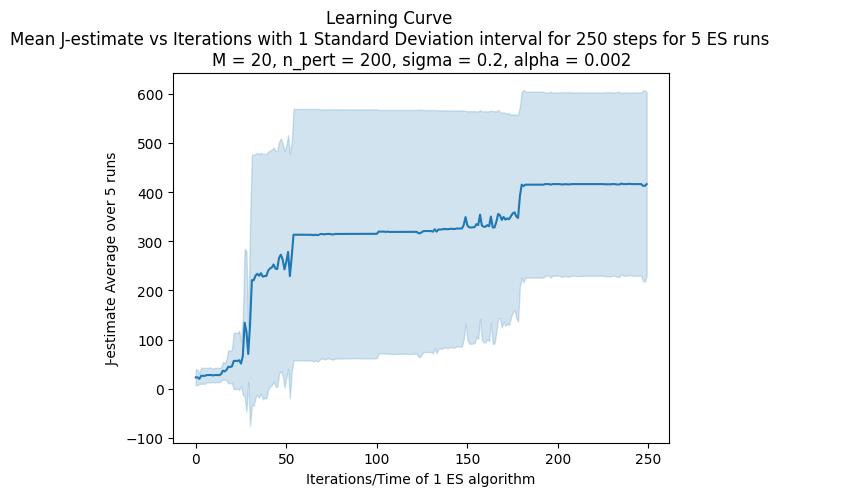 Learning Curve
Mean J-estimate vs Iterations with 1 Standard Deviation interval for 250 steps for 5 ES runs
M = 20, n_pert = 200, sigma = 0.2, alpha = 0.002
J-estimate Average over 5 runs
600
500
400
300
200
100
0
−100
0 50 100 150 200 250
Iterations/Time of 1 ES algorithm